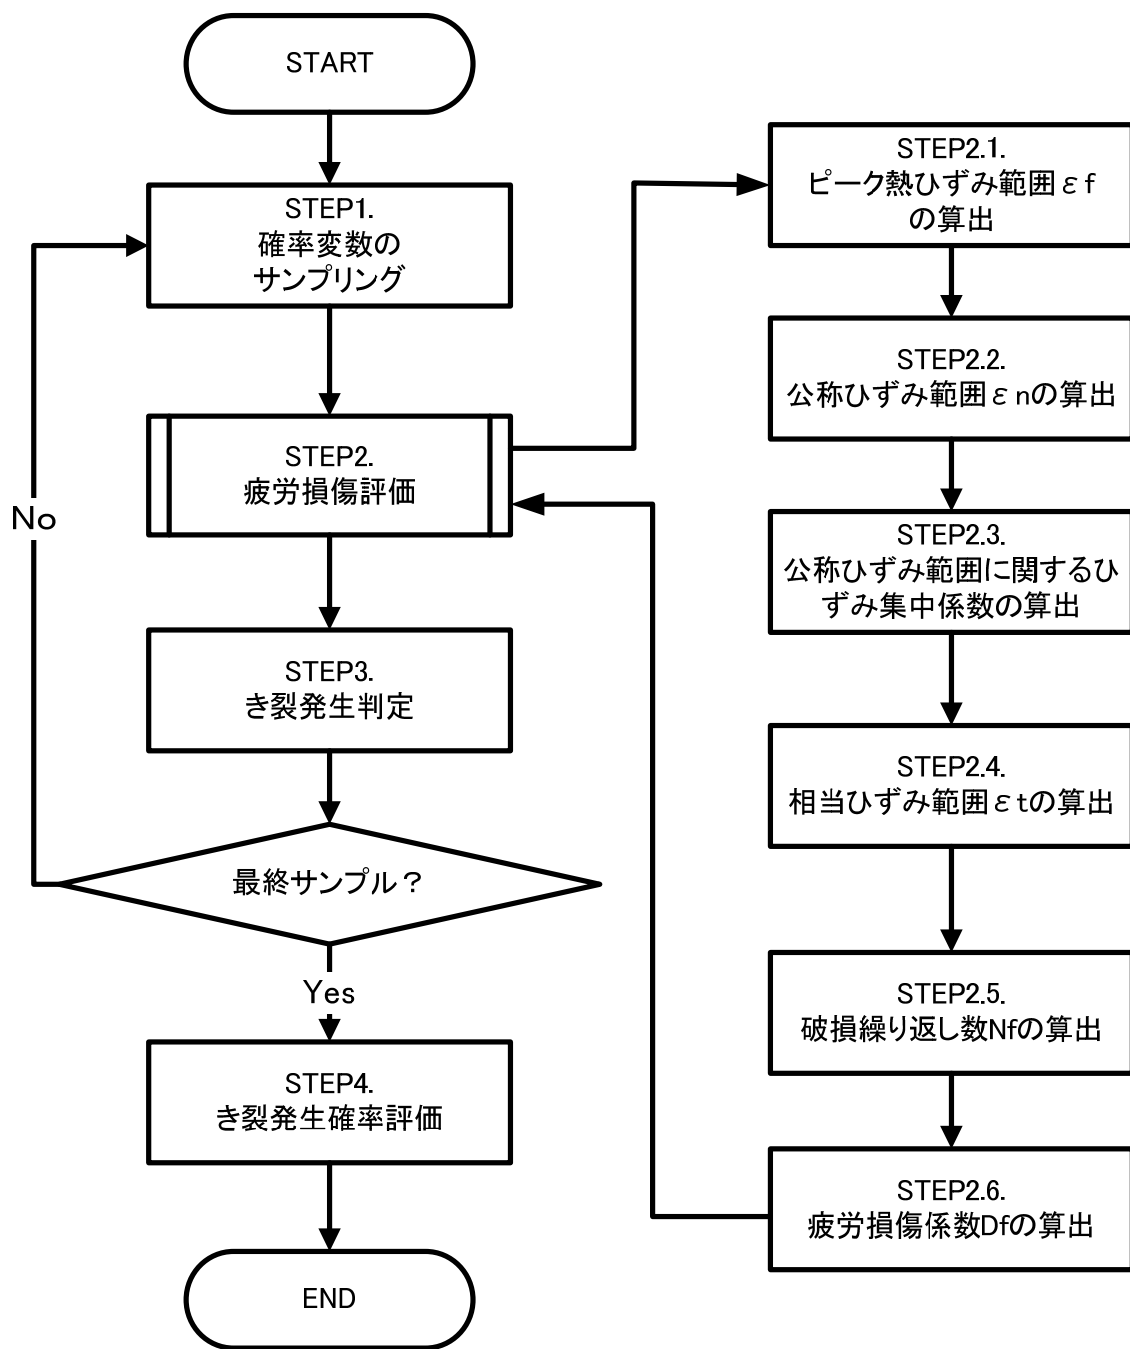 START
STEP1.
確率変数の
サンプリング
STEP2.
疲労損傷評価
No
STEP3.
き裂発生判定
最終サンプル？
Yes
STEP4.
き裂発生確率評価
END
STEP2.1.
ピーク熱ひずみ範囲εf
の算出
STEP2.2.
公称ひずみ範囲εnの算出
STEP2.3.
公称ひずみ範囲に関するひ
ずみ集中係数の算出
STEP2.4.
相当ひずみ範囲εtの算出
STEP2.5.
破損繰り返し数Nfの算出
STEP2.6.
疲労損傷係数Dfの算出